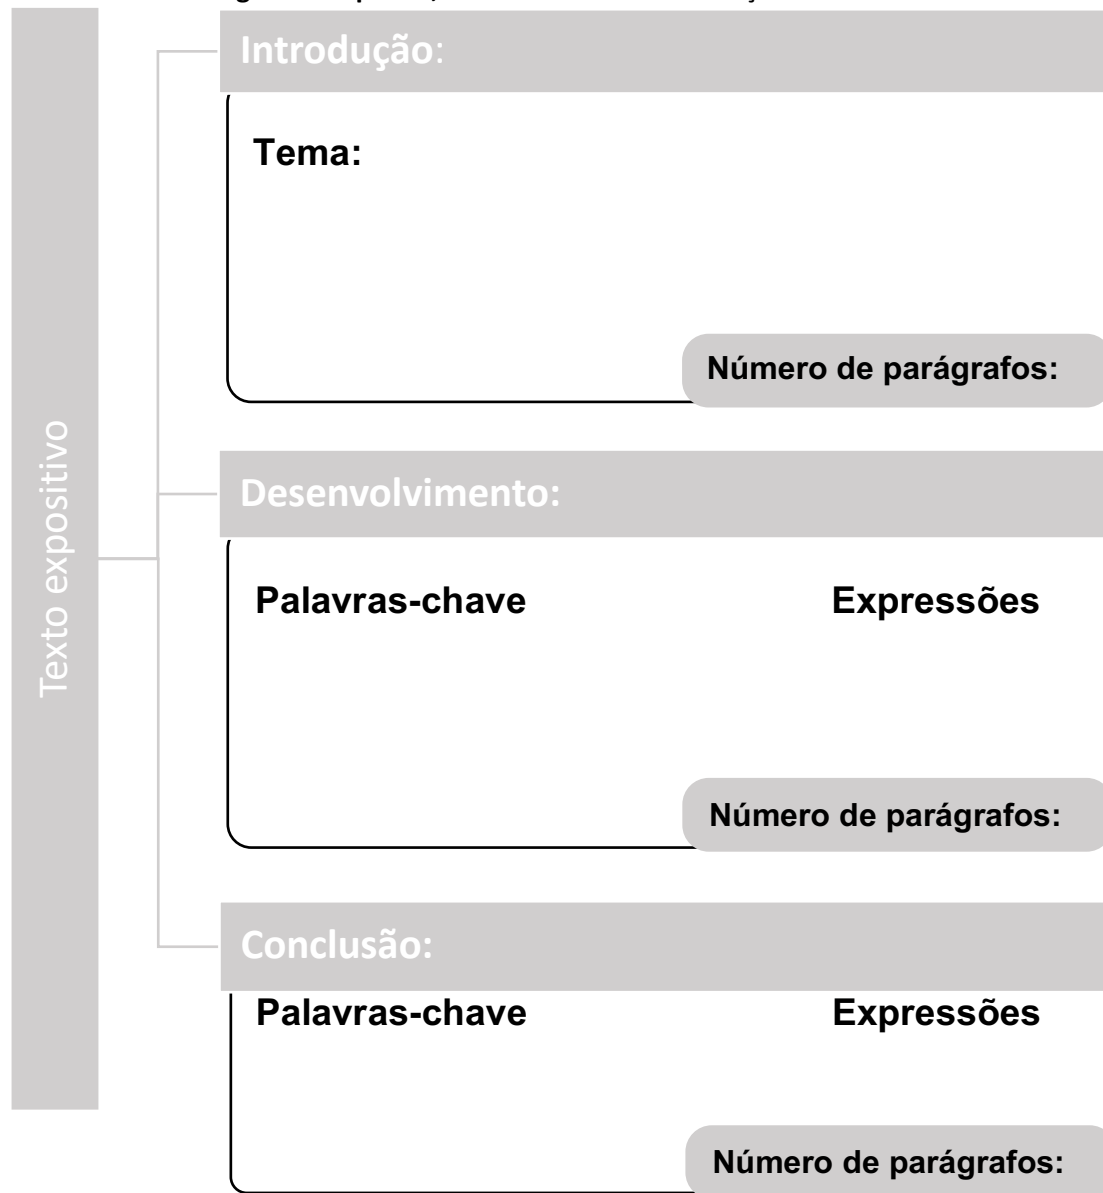 Introdução:
Tema:
Número de parágrafos:
Texto expositivo
Desenvolvimento:
Palavras-chave Expressões
Número de parágrafos:
Conclusão:
Palavras-chave Expressões
Número de parágrafos: